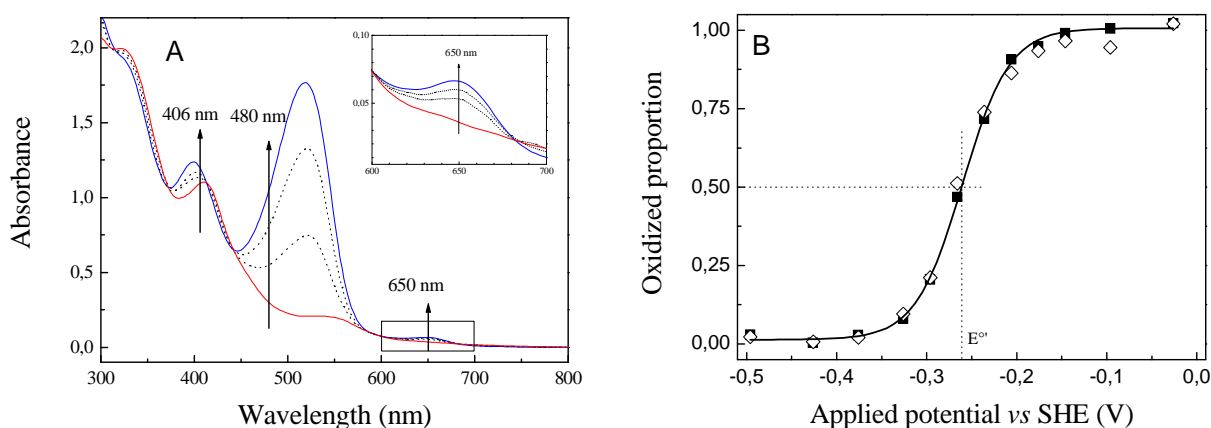 A
406 nm
480 nm
650 nm
Absorbance
2,0
1,5
1,0
0,5
0,0
300 400 500 600 700 800
Wavelength (nm)
0,10
0,05
0,00
600 650 700
650 nm
B
Oxidized proportion
1,00
0,75
0,50
0,25
0,00
E°'
-0,5 -0,4 -0,3 -0,2 -0,1 0,0
Applied potential vs SHE (V)